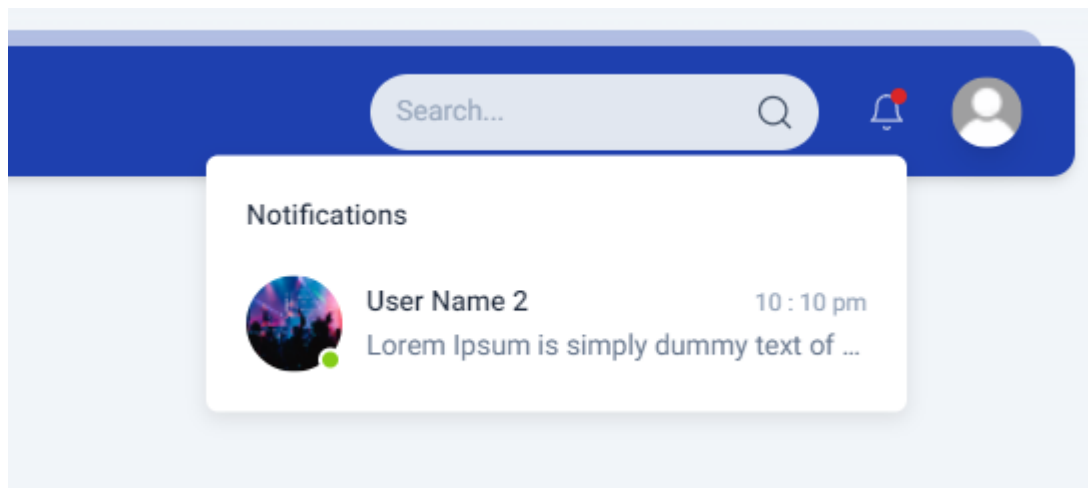 Search...
Notifications
User Name 2
10 : 10 pm
Lorem Ipsum is simply dummy text of ...